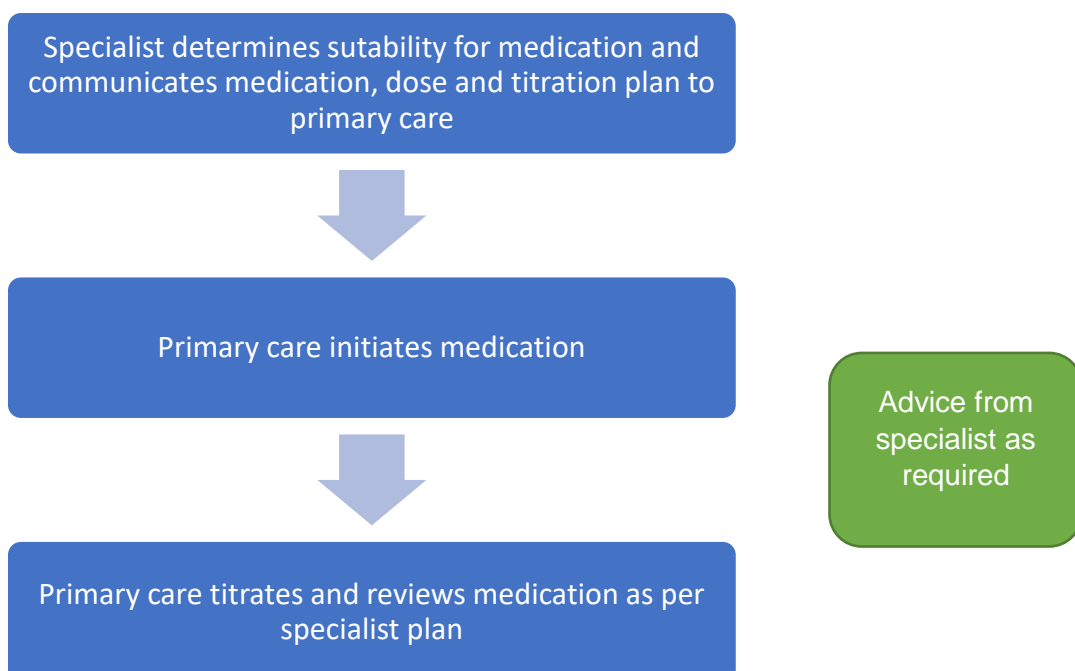 Specialist determines sutability for medication and
communicates medication, dose and titration plan to
primary care
Primary care initiates medication
Advice from
specialist as
required
Primary care titrates and reviews medication as per
specialist plan